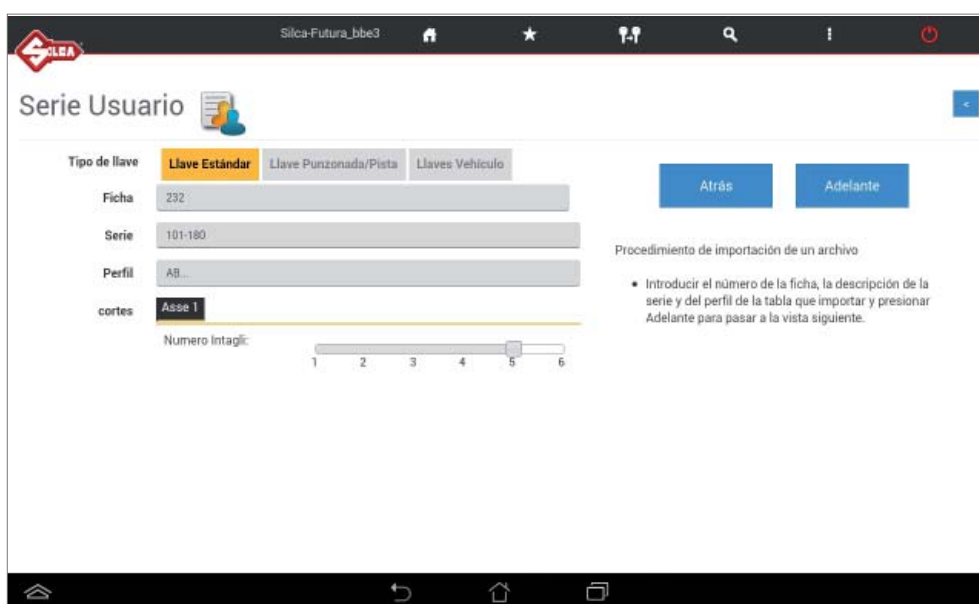 Silca-Futura_bbe3
SILCA
Serie Usuario
<
Tipo de llave
Llave Estándar
Llave Punzonada/Pista
Llaves Vehículo
Ficha
232
Serie
101-180
Perfil
AB...
cortes
Asse 1
Numero Intagli:
1 2 3 4 5 6
Atrás
Adelante
Procedimiento de importación de un archivo
• Introducir el número de la ficha, la descripción de la
serie y del perfil de la tabla que importar y presionar
Adelante para pasar a la vista siguiente.